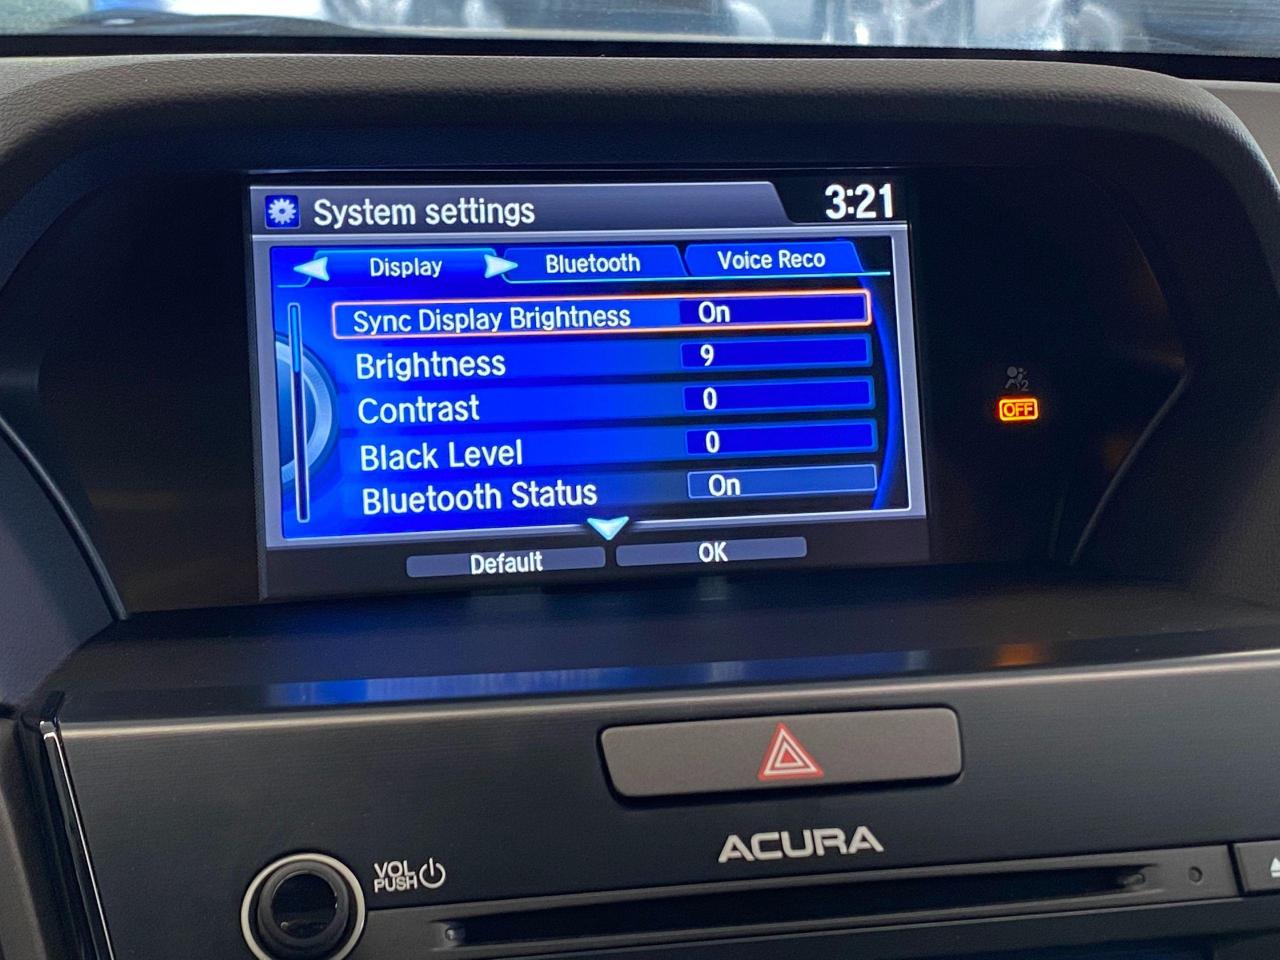 System settings 3:21
Display Bluetooth Voice Reco
Sync Display Brightness On
Brightness 9
Contrast 0
Black Level 0
Bluetooth Status On
Default OK
2
OFF
ACURA
VOL
PUSH